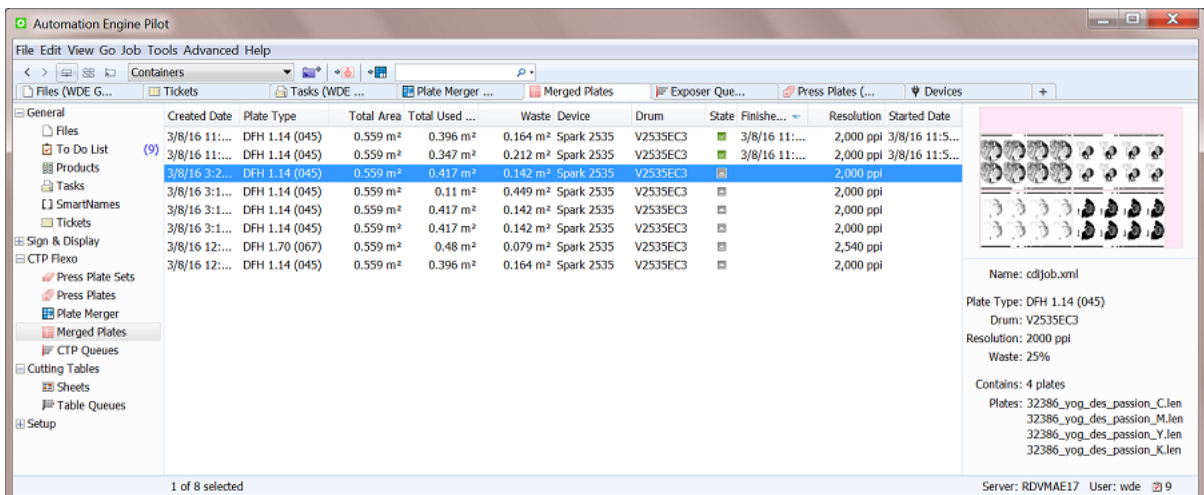 Automation Engine Pilot
File Edit View Go Job Tools Advanced Help
Containers
Files (WDE G... Tickets Tasks (WDE ... Plate Merger ... Merged Plates Exposer Que... Press Plates (... Devices +
General
Files
To Do List (9)
Products
Tasks
SmartNames
Tickets
Sign & Display
CTP Flexo
Press Plate Sets
Press Plates
Plate Merger
Merged Plates
CTP Queues
Cutting Tables
Sheets
Table Queues
Setup
Created Date Plate Type Total Area Total Used ... Waste Device Drum State Finishe... Resolution Started Date
3/8/16 11:... DFH 1.14 (045) 0.559 m² 0.396 m² 0.164 m² Spark 2535 V2535EC3 3/8/16 11:... 2,000 ppi 3/8/16 11:5...
3/8/16 11:... DFH 1.14 (045) 0.559 m² 0.347 m² 0.212 m² Spark 2535 V2535EC3 3/8/16 11:... 2,000 ppi 3/8/16 11:5...
3/8/16 3:2... DFH 1.14 (045) 0.559 m² 0.417 m² 0.142 m² Spark 2535 V2535EC3 2,000 ppi
3/8/16 3:1... DFH 1.14 (045) 0.559 m² 0.11 m² 0.449 m² Spark 2535 V2535EC3 2,000 ppi
3/8/16 3:1... DFH 1.14 (045) 0.559 m² 0.417 m² 0.142 m² Spark 2535 V2535EC3 2,000 ppi
3/8/16 3:1... DFH 1.14 (045) 0.559 m² 0.417 m² 0.142 m² Spark 2535 V2535EC3 2,000 ppi
3/8/16 12:... DFH 1.70 (067) 0.559 m² 0.48 m² 0.079 m² Spark 2535 V2535EC3 2,540 ppi
3/8/16 12:... DFH 1.14 (045) 0.559 m² 0.396 m² 0.164 m² Spark 2535 V2535EC3 2,000 ppi
Name: cdijob.xml
Plate Type: DFH 1.14 (045)
Drum: V2535EC3
Resolution: 2000 ppi
Waste: 25%
Contains: 4 plates
Plates: 32386_yog_des_passion_C.len
32386_yog_des_passion_M.len
32386_yog_des_passion_Y.len
32386_yog_des_passion_K.len
1 of 8 selected
Server: RDVMAE17 User: wde 9